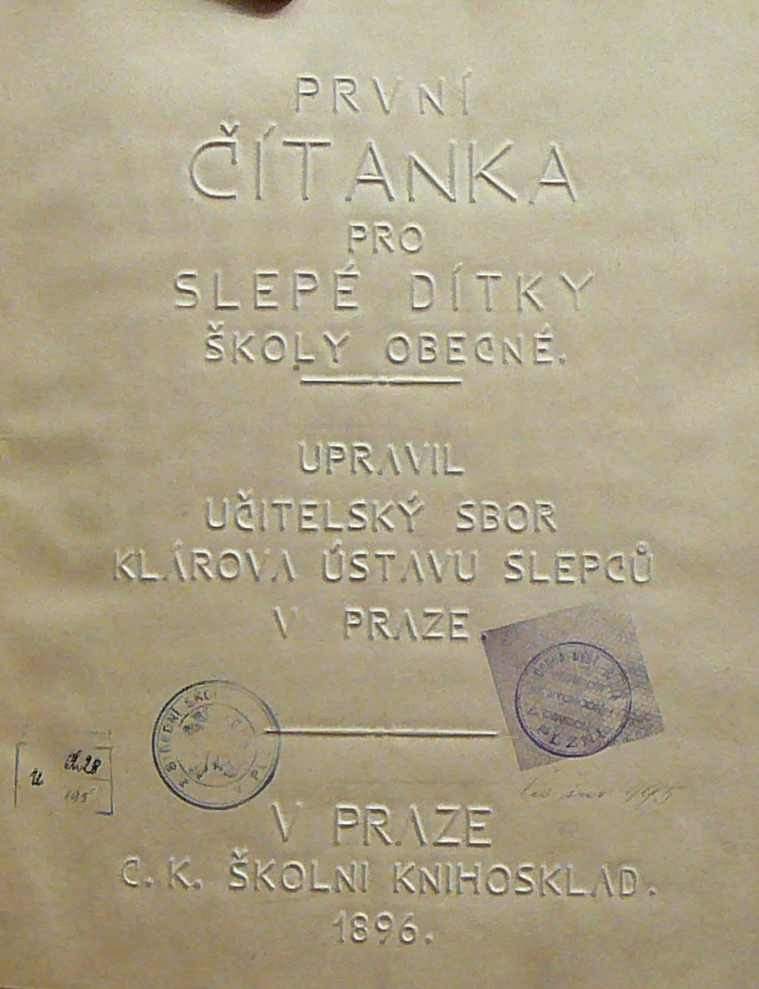 PRVNÍ
ČÍTANKA
PRO
SLEPÉ DÍTKY
ŠKOLY OBECNÉ.
UPRAVIL
UČITELSKÝ SBOR
KLÁROVA ÚSTAVU SLEPCŮ
V PRAZE.
V PRAZE
C. K. ŠKOLNI KNIHOSKLAD.
1896.